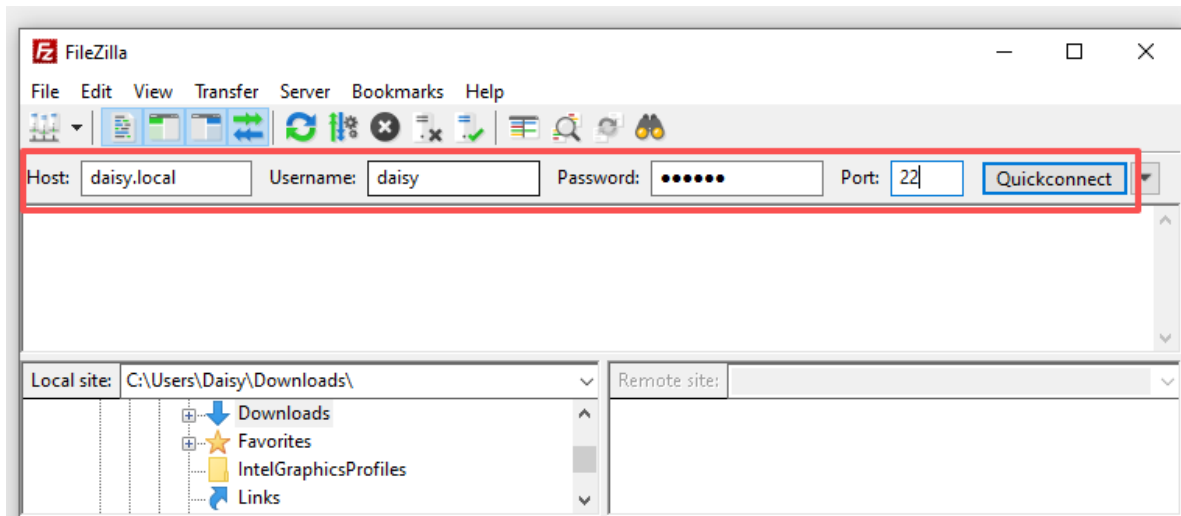 FileZilla
File Edit View Transfer Server Bookmarks Help
Host: daisy.local Username: daisy Password: ●●●●●● Port: 22 Quickconnect
Local site: C:\Users\Daisy\Downloads\ Remote site:
Downloads
Favorites
IntelGraphicsProfiles
Links